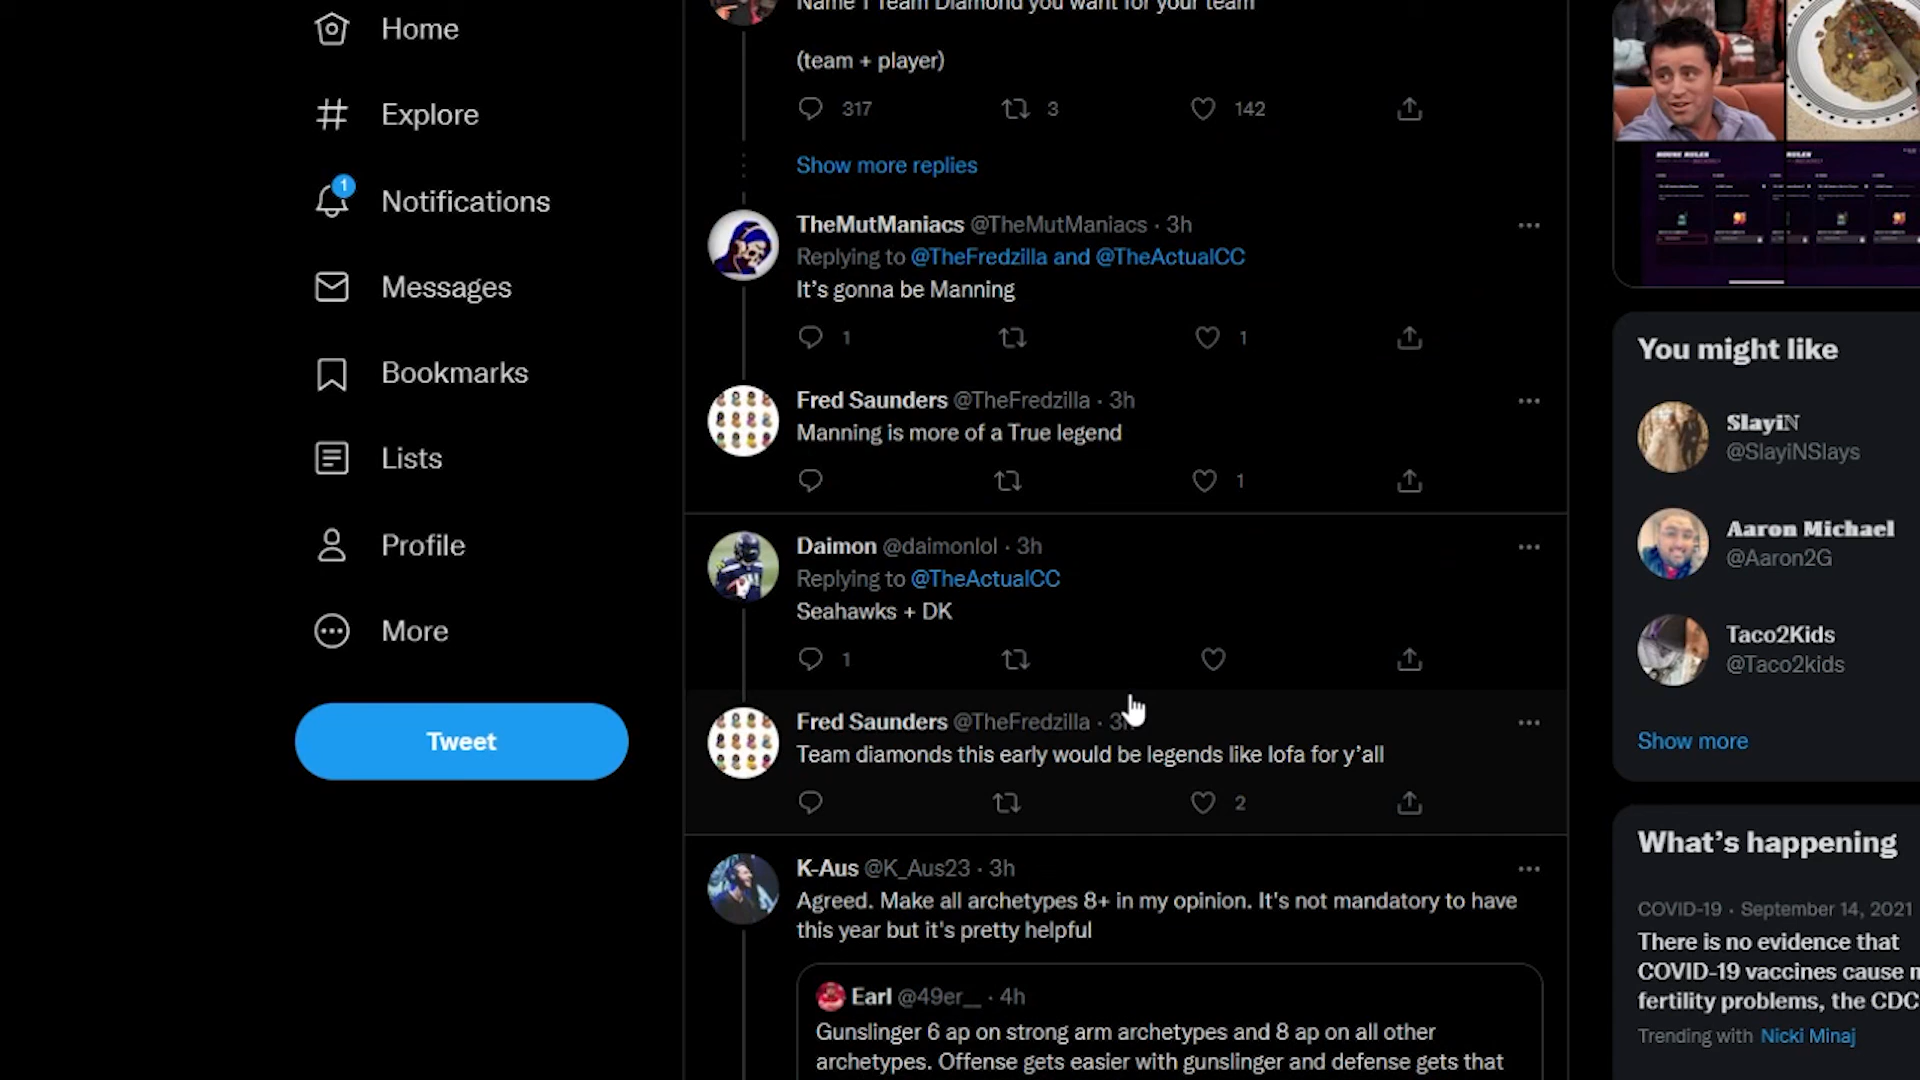 Home
Explore
1
Notifications
Messages
Bookmarks
Lists
Profile
More
Tweet
Name 1 Team Diamond you want for your team
(team + player)
317 3 142
Show more replies
TheMutManiacs @TheMutManiacs · 3h
Replying to @TheFredzilla and @TheActualCC
It's gonna be Manning
1 1
Fred Saunders @TheFredzilla · 3h
Manning is more of a True legend
1
Daimon @daimonlol · 3h
Replying to @TheActualCC
Seahawks + DK
1
Fred Saunders @TheFredzilla · 3h
Team diamonds this early would be legends like lofa for y'all
2
K-Aus @K_Aus23 · 3h
Agreed. Make all archetypes 8+ in my opinion. It's not mandatory to have
this year but it's pretty helpful
Earl @49er__ · 4h
Gunslinger 6 ap on strong arm archetypes and 8 ap on all other
archetypes. Offense gets easier with gunslinger and defense gets that
HOUSE RULES
You might like
SlayiN
@SlayiNSlays
Aaron Michael
@Aaron2G
Taco2Kids
@Taco2kids
Show more
What's happening
COVID-19 · September 14, 2021
There is no evidence that
COVID-19 vaccines cause
fertility problems, the CDC
Trending with Nicki Minaj